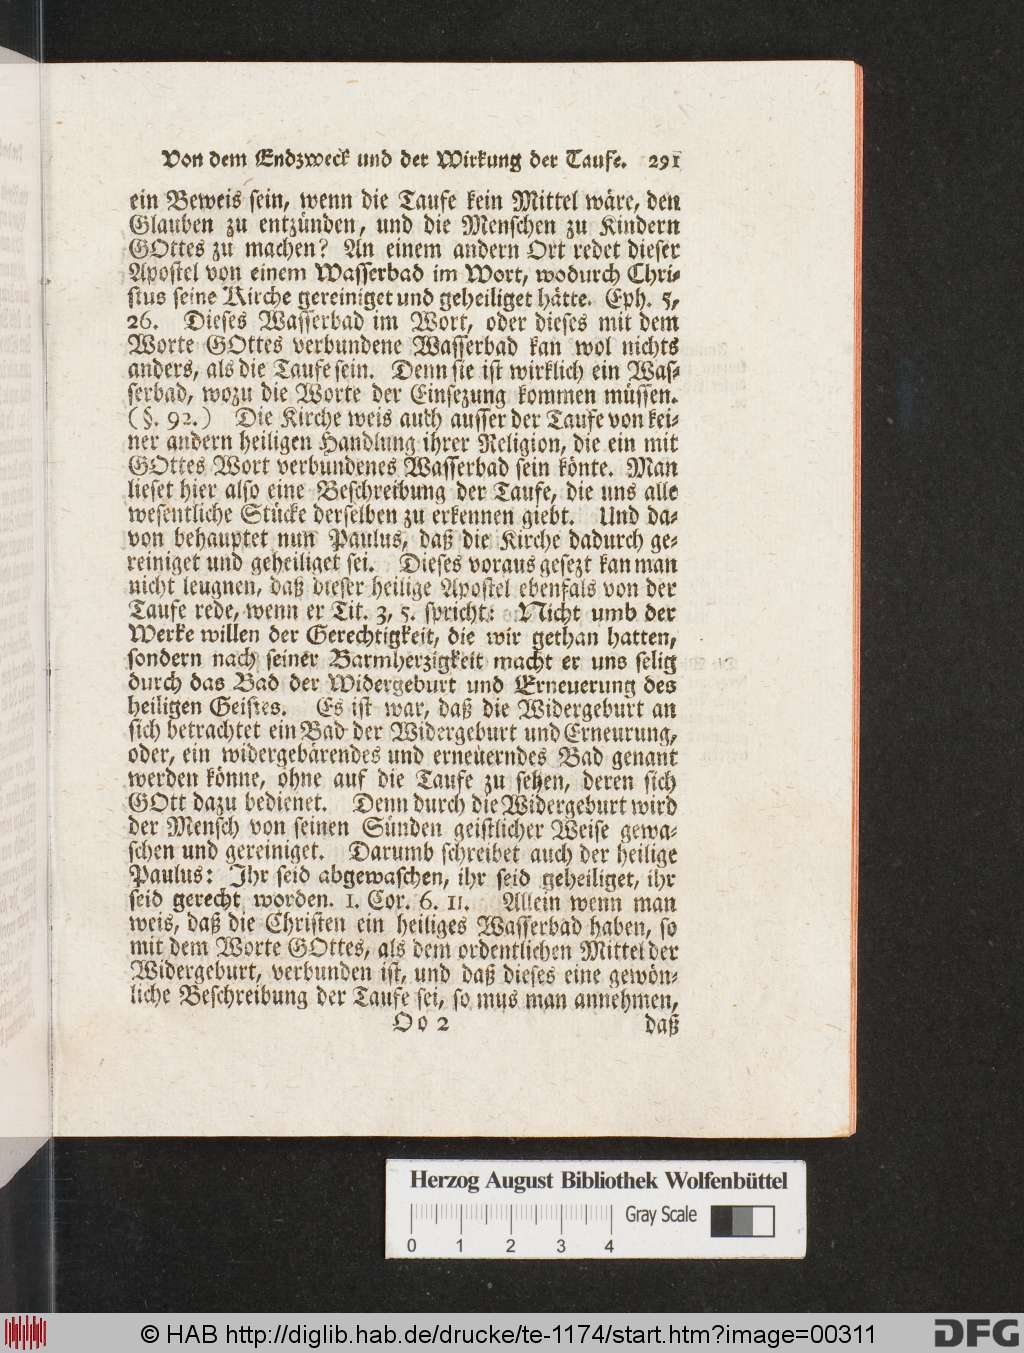 Von dem Endzweck und der Wirkung der Taufe. 291
ein Beweis sein, wenn die Taufe kein Mittel wäre, den
Glauben zu entzünden, und die Menschen zu Kindern
GOttes zu machen? An einem andern Ort redet dieser
Apostel von einem Wasserbad im Wort, wodurch Chri-
stus seine Kirche gereiniget und geheiliget hätte. Eph. 5,
26. Dieses Wasserbad im Wort, oder dieses mit dem
Worte GOttes verbundene Wasserbad kan wol nichts
anders, als die Taufe sein. Denn sie ist wirklich ein Was-
serbad, wozu die Worte der Einsezung kommen müssen.
(§. 92.) Die Kirche weis auch ausser der Taufe von kei-
ner andern heiligen Handlung ihrer Religion, die ein mit
GOttes Wort verbundenes Wasserbad sein könte. Man
lieset hier also eine Beschreibung der Taufe, die uns alle
wesentliche Stücke derselben zu erkennen giebt. Und da-
von behauptet nun Paulus, daß die Kirche dadurch ge-
reiniget und geheiliget sei. Dieses voraus gesezt kan man
nicht leugnen, daß dieser heilige Apostel ebenfals von der
Taufe rede, wenn er Tit. 3, 5. spricht: Nicht umb der
Werke willen der Gerechtigkeit, die wir gethan hatten,
sondern nach seiner Barmherzigkeit macht er uns selig
durch das Bad der Widergeburt und Erneuerung des
heiligen Geistes. Es ist war, daß die Widergeburt an
sich betrachtet ein Bad der Widergeburt und Erneurung,
oder, ein widergebärendes und erneuerndes Bad genant
werden könne, ohne auf die Taufe zu sehen, deren sich
GOtt dazu bedienet. Denn durch die Widergeburt wird
der Mensch von seinen Sünden geistlicher Weise gewa-
schen und gereiniget. Darumb schreibet auch der heilige
Paulus: Ihr seid abgewaschen, ihr seid geheiliget, ihr
seid gerecht worden. 1. Cor. 6. 11. Allein wenn man
weis, daß die Christen ein heiliges Wasserbad haben, so
mit dem Worte GOttes, als dem ordentlichen Mittel der
Widergeburt, verbunden ist, und daß dieses eine gewön-
liche Beschreibung der Taufe sei, so mus man annehmen,
Oo 2 daß
Herzog August Bibliothek Wolfenbüttel
Gray Scale
0 1 2 3 4
© HAB http://diglib.hab.de/drucke/te-1174/start.htm?image=00311
DFG